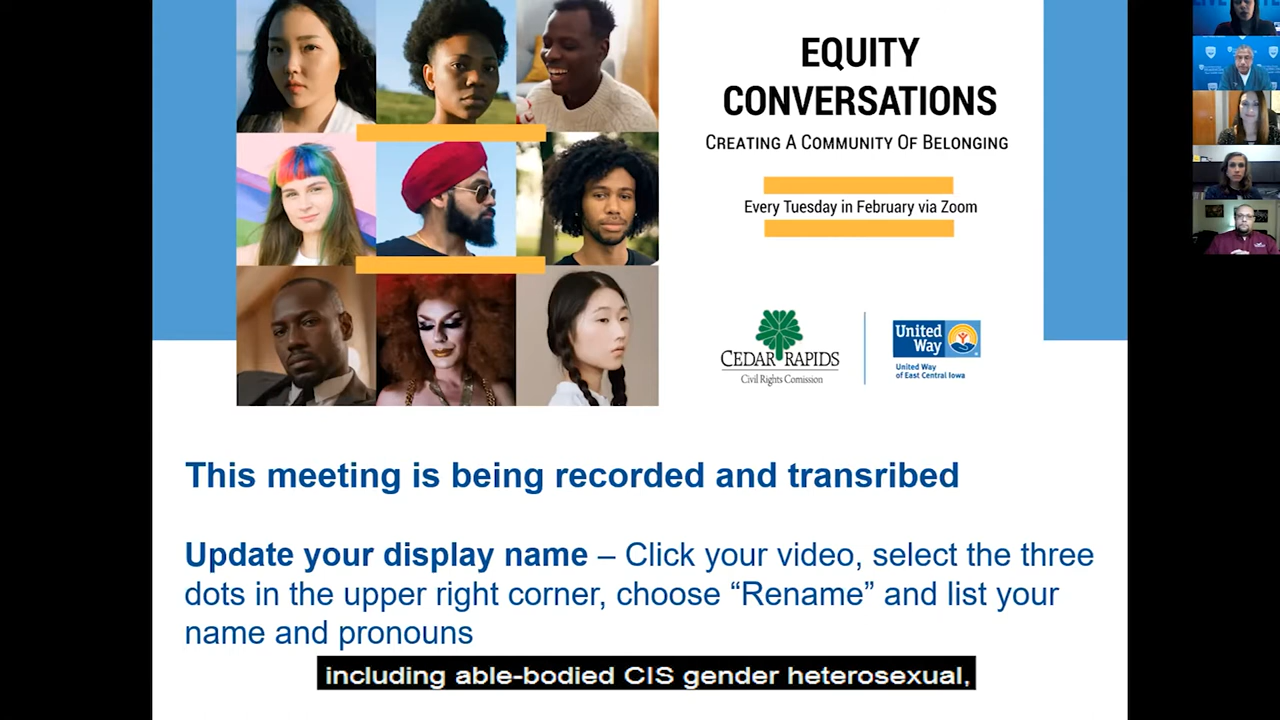 EQUITY
CONVERSATIONS
CREATING A COMMUNITY OF BELONGING
Every Tuesday in February via Zoom
CEDAR RAPIDS
Civil Rights Comission
United
Way
United Way
of East Central Iowa
This meeting is being recorded and transribed
Update your display name – Click your video, select the three
dots in the upper right corner, choose “Rename” and list your
name and pronouns
including able-bodied CIS gender heterosexual,